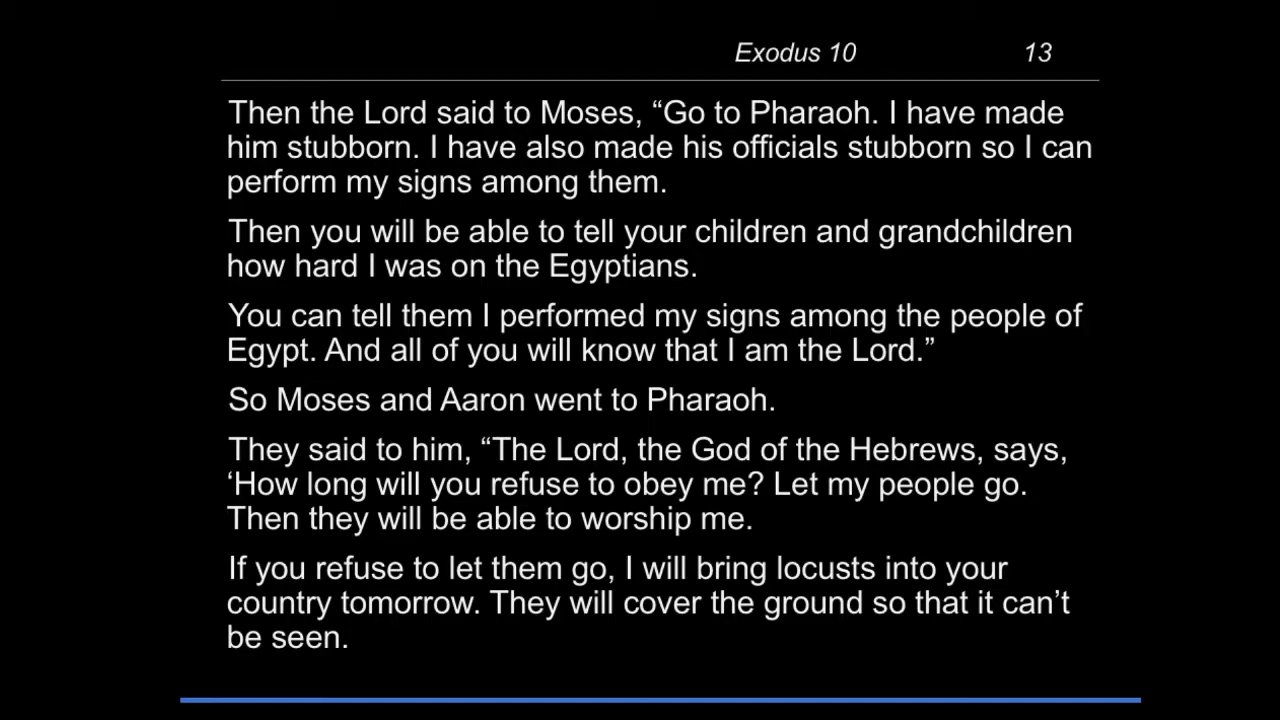 Exodus 10 13
Then the Lord said to Moses, “Go to Pharaoh. I have made
him stubborn. I have also made his officials stubborn so I can
perform my signs among them.
Then you will be able to tell your children and grandchildren
how hard I was on the Egyptians.
You can tell them I performed my signs among the people of
Egypt. And all of you will know that I am the Lord.”
So Moses and Aaron went to Pharaoh.
They said to him, “The Lord, the God of the Hebrews, says,
‘How long will you refuse to obey me? Let my people go.
Then they will be able to worship me.
If you refuse to let them go, I will bring locusts into your
country tomorrow. They will cover the ground so that it can’t
be seen.